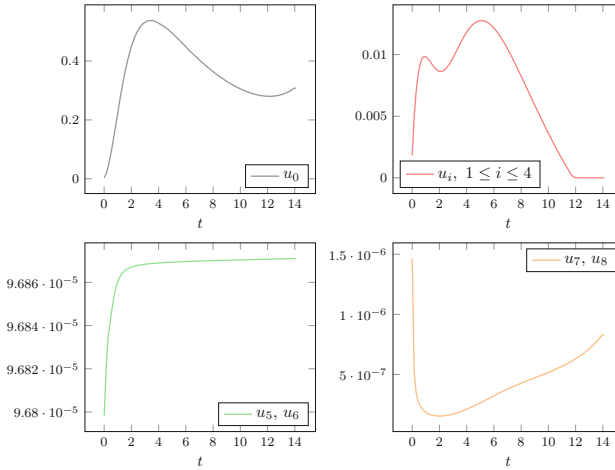 0.4
0.2
0
0 2 4 6 8 10 12 14
t
u₀
0.01
0.005
0
0 2 4 6 8 10 12 14
t
uᵢ, 1 ≤ i ≤ 4
9.686 · 10⁻⁵
9.684 · 10⁻⁵
9.682 · 10⁻⁵
9.68 · 10⁻⁵
0 2 4 6 8 10 12 14
t
u₅, u₆
1.5 · 10⁻⁶
1 · 10⁻⁶
5 · 10⁻⁷
0 2 4 6 8 10 12 14
t
u₇, u₈